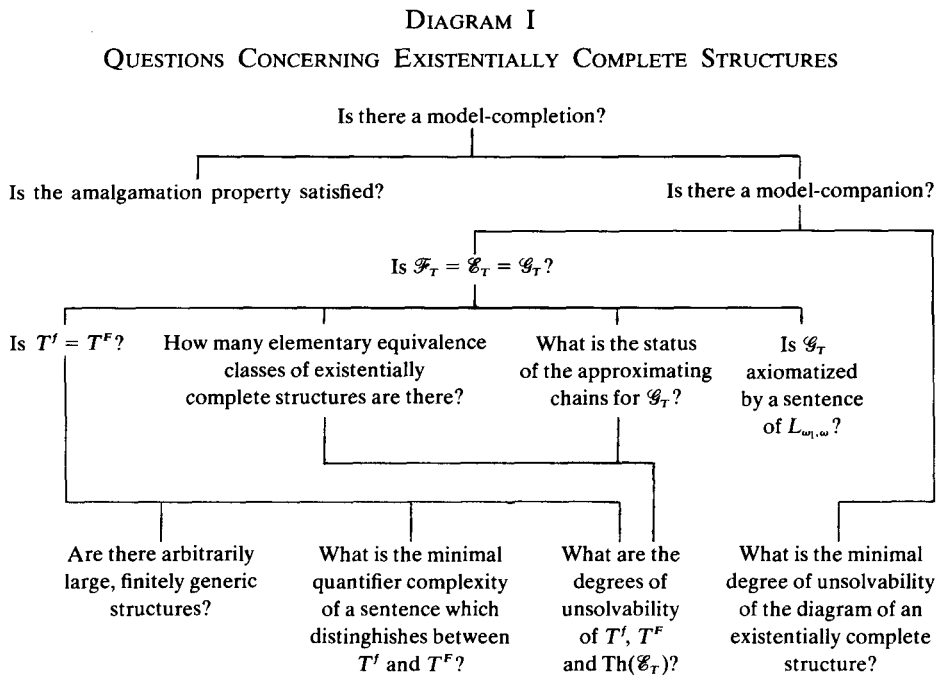 DIAGRAM I
QUESTIONS CONCERNING EXISTENTIALLY COMPLETE STRUCTURES
Is there a model-completion?
Is the amalgamation property satisfied?
Is there a model-companion?
Is ℱ_T = ℰ_T = 𝒢_T?
Is T^f = T^F?
How many elementary equivalence
classes of existentially
complete structures are there?
What is the status
of the approximating
chains for 𝒢_T?
Is 𝒢_T
axiomatized
by a sentence
of L_{ω₁,ω}?
Are there arbitrarily
large, finitely generic
structures?
What is the minimal
quantifier complexity
of a sentence which
distinghishes between
T^f and T^F?
What are the
degrees of
unsolvability
of T^f, T^F
and Th(ℰ_T)?
What is the minimal
degree of unsolvability
of the diagram of an
existentially complete
structure?